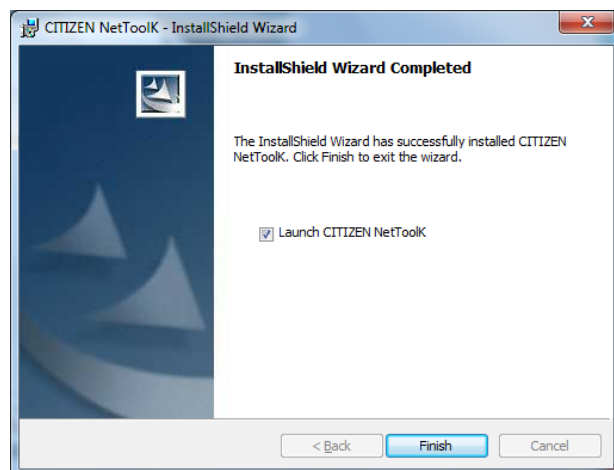 CITIZEN NetToolK - InstallShield Wizard
InstallShield Wizard Completed
The InstallShield Wizard has successfully installed CITIZEN
NetToolK. Click Finish to exit the wizard.
Launch CITIZEN NetToolK
< Back
Finish
Cancel